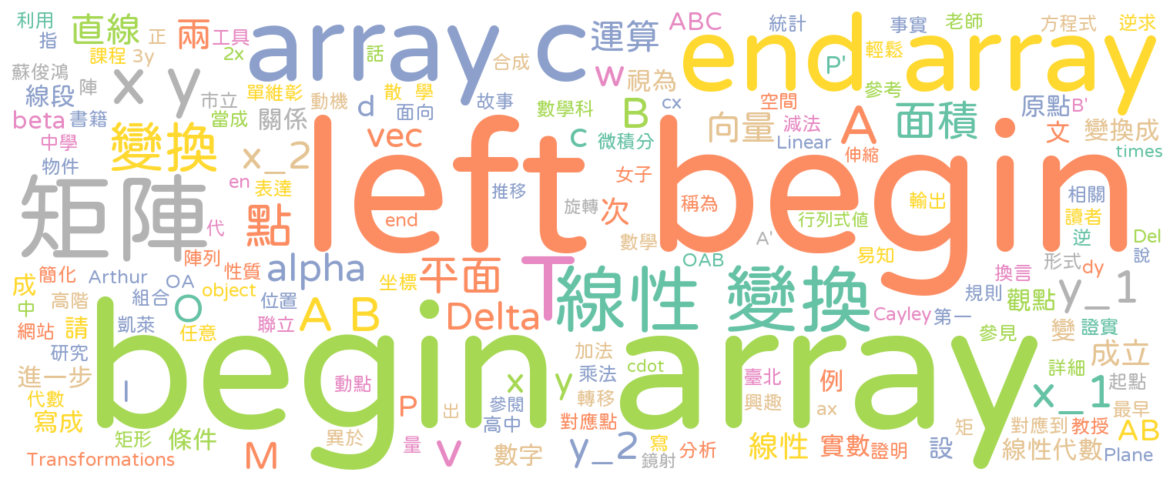 利用 直線 兩 工具 array c 運算 ABC 統計 事實 老師 方程式 逆求
指 課程 正 3y 2x 話 合成 w 視為 P' 輕鬆 end array
蘇俊鴻 陣 x y 市立 單維彰 動機 散 學 參考
線段 d 面向 故事 數學科 B cx 空間 原點 B'
beta 書籍 當成 關係 vec c 微積分 向量 減法 A 面積 文 變換成
中學 變換 x_2 Linear 伸縮 times
物件 en 表達 left begin 女子 相關
矩陣 點 推移 旋轉 次 稱為 輸出 讀者
代 end 數學 A' 行列式值 逆 Del
陣列 OAB 易知 形式 說
簡化 Arthur OA 性質 alpha 坐標 平面 T 線性 變換 換言 dy
成 中 高階 組合 object 位置 規則 觀點 y_1
網站 請 凱萊 O 任意 聯立 A B Delta Cayley 第一 變 證實
研究 begin array 加法 cdot 參見 成立
進一步 動點 x y 乘法 臺北 例 詳細 x_1 起點
代數 I P 出 參閱 轉移 興趣 ax 最早
寫成 高中 對應點 矩 對應到 教授 AB
矩形 條件 異於 量 v 數字 y_2 寫 線性 實數 證明 設 線性代數 Plane
Transformations M 鏡射 分析